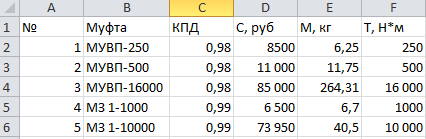 A B C D E F
1 № Муфта КПД С, руб М, кг Т, Н*м
2 1 МУВП-250 0,98 8500 6,25 250
3 2 МУВП-500 0,98 11 000 11,75 500
4 3 МУВП-16000 0,98 85 000 264,31 16 000
5 4 МЗ 1-1000 0,99 6 500 6,7 1000
6 5 МЗ 1-10000 0,99 73 950 40,5 10 000